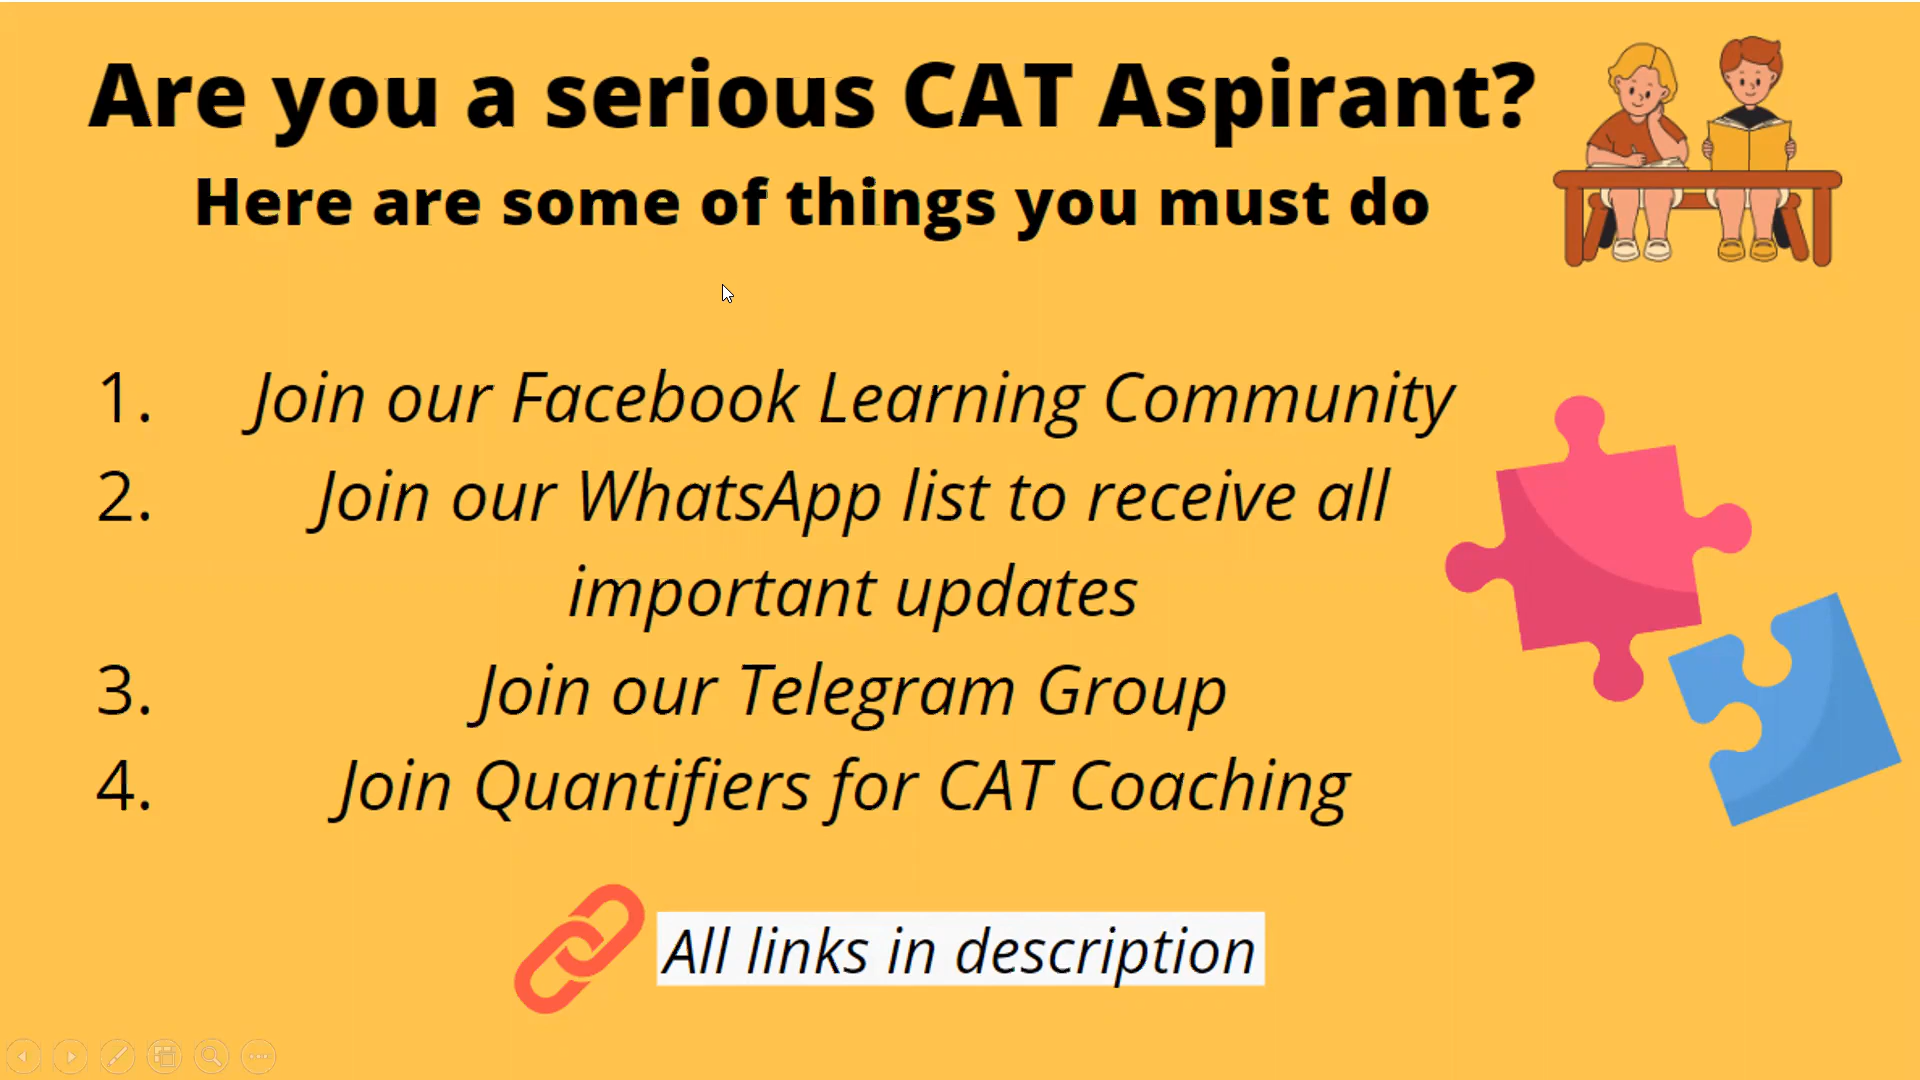 Are you a serious CAT Aspirant?
Here are some of things you must do
1. Join our Facebook Learning Community
2. Join our WhatsApp list to receive all
important updates
3. Join our Telegram Group
4. Join Quantifiers for CAT Coaching
All links in description